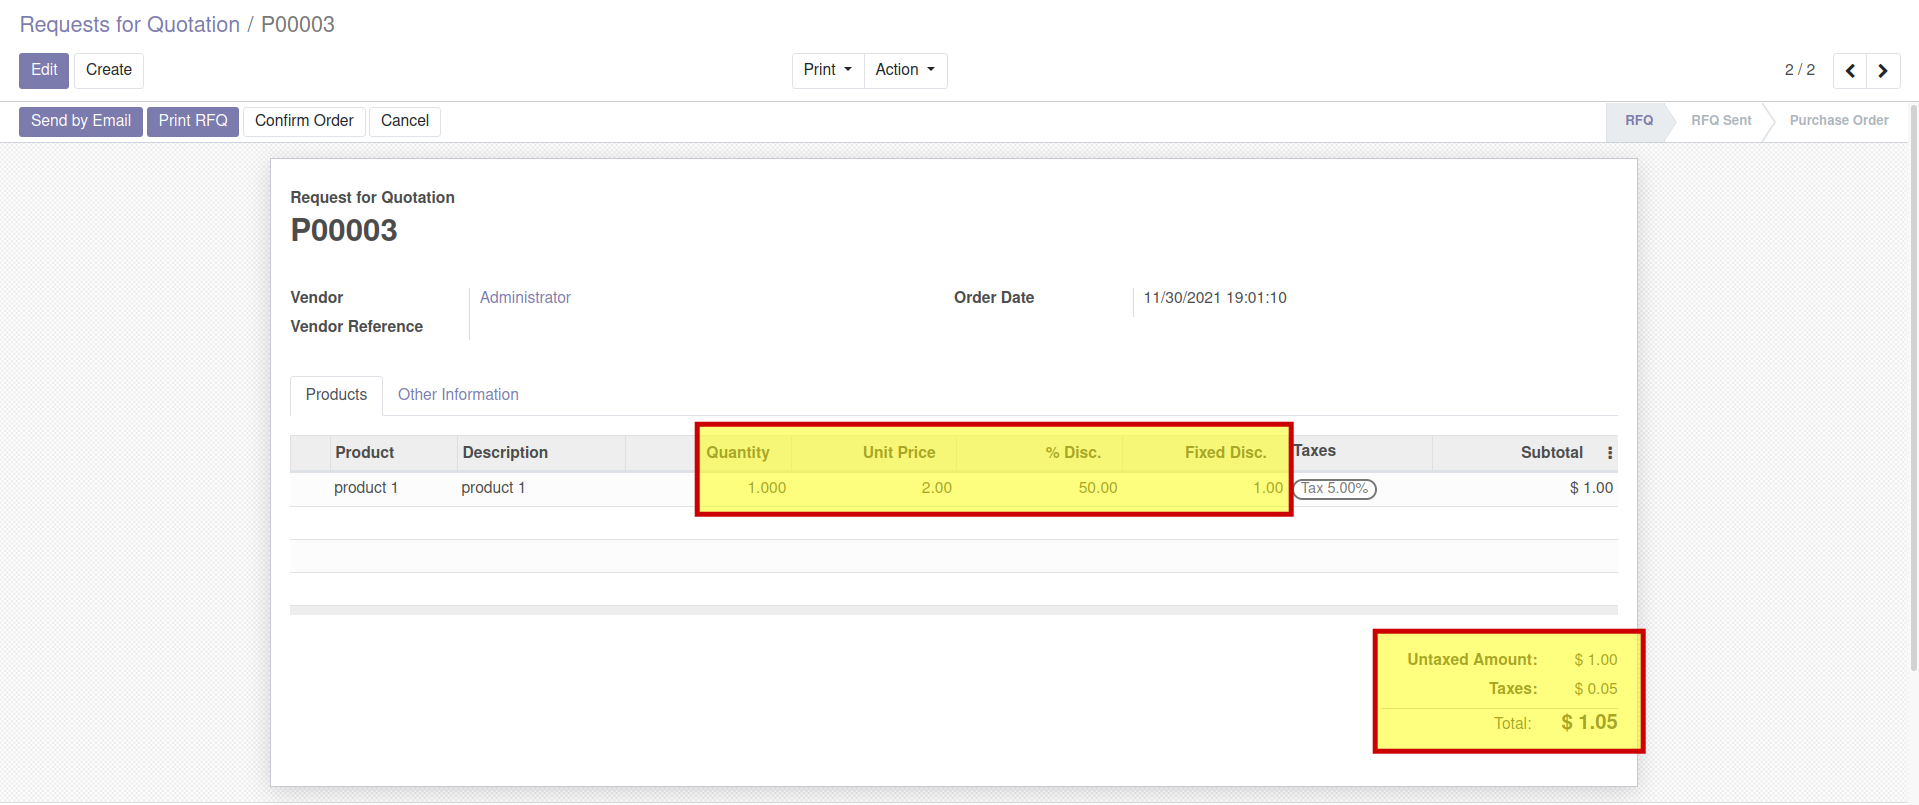 Requests for Quotation / P00003
Edit Create Print Action 2 / 2
Send by Email Print RFQ Confirm Order Cancel RFQ RFQ Sent Purchase Order
Request for Quotation
P00003
Vendor Administrator Order Date 11/30/2021 19:01:10
Vendor Reference
Products Other Information
Product Description Quantity Unit Price % Disc. Fixed Disc. Taxes Subtotal
product 1 product 1 1.000 2.00 50.00 1.00 Tax 5.00% $ 1.00
Untaxed Amount: $ 1.00
Taxes: $ 0.05
Total: $ 1.05